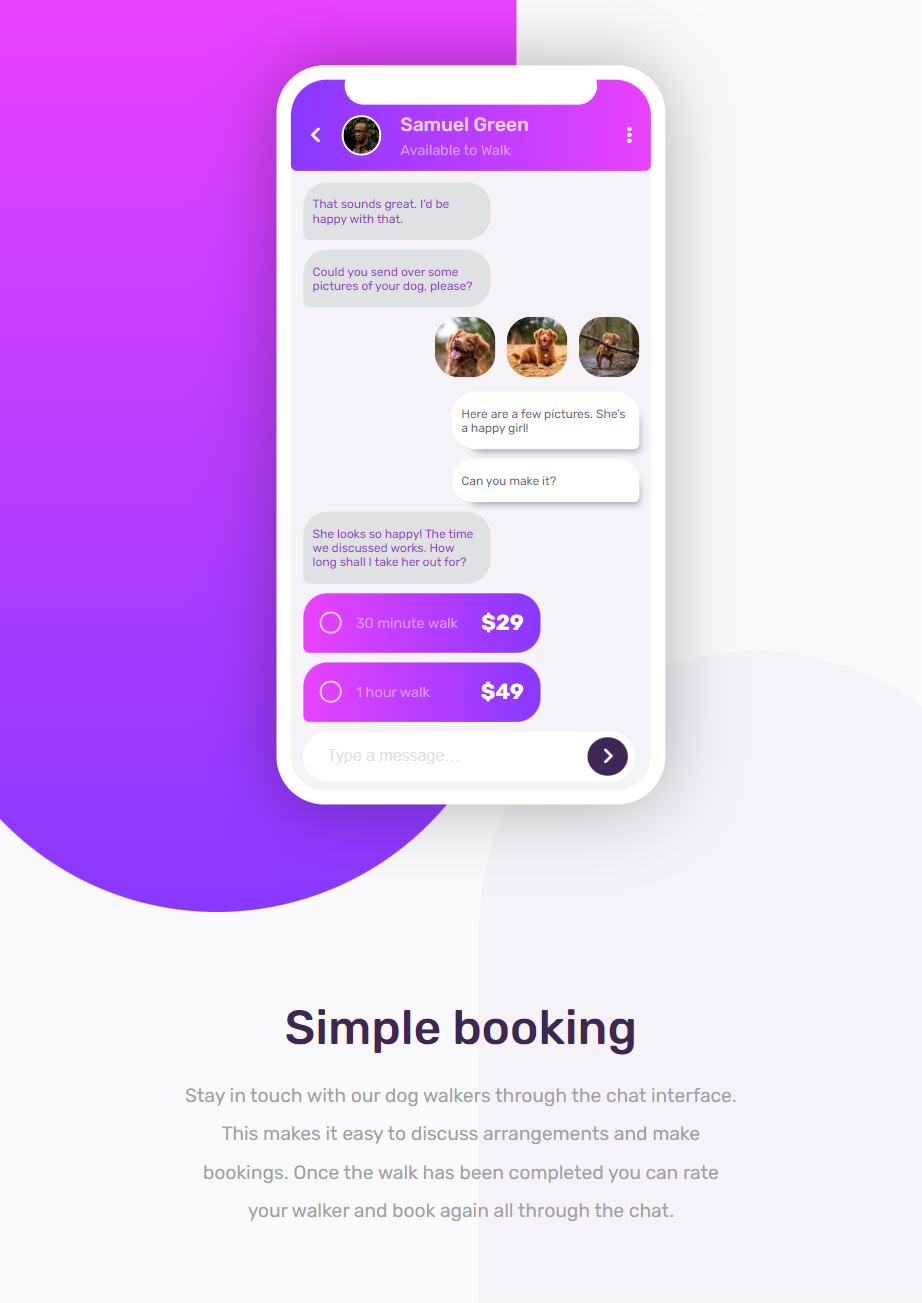 Samuel Green
Available to Walk
That sounds great. I'd be
happy with that.
Could you send over some
pictures of your dog, please?
Here are a few pictures. She's
a happy girl!
Can you make it?
She looks so happy! The time
we discussed works. How
long shall I take her out for?
30 minute walk $29
1 hour walk $49
Type a message...
Simple booking
Stay in touch with our dog walkers through the chat interface.
This makes it easy to discuss arrangements and make
bookings. Once the walk has been completed you can rate
your walker and book again all through the chat.